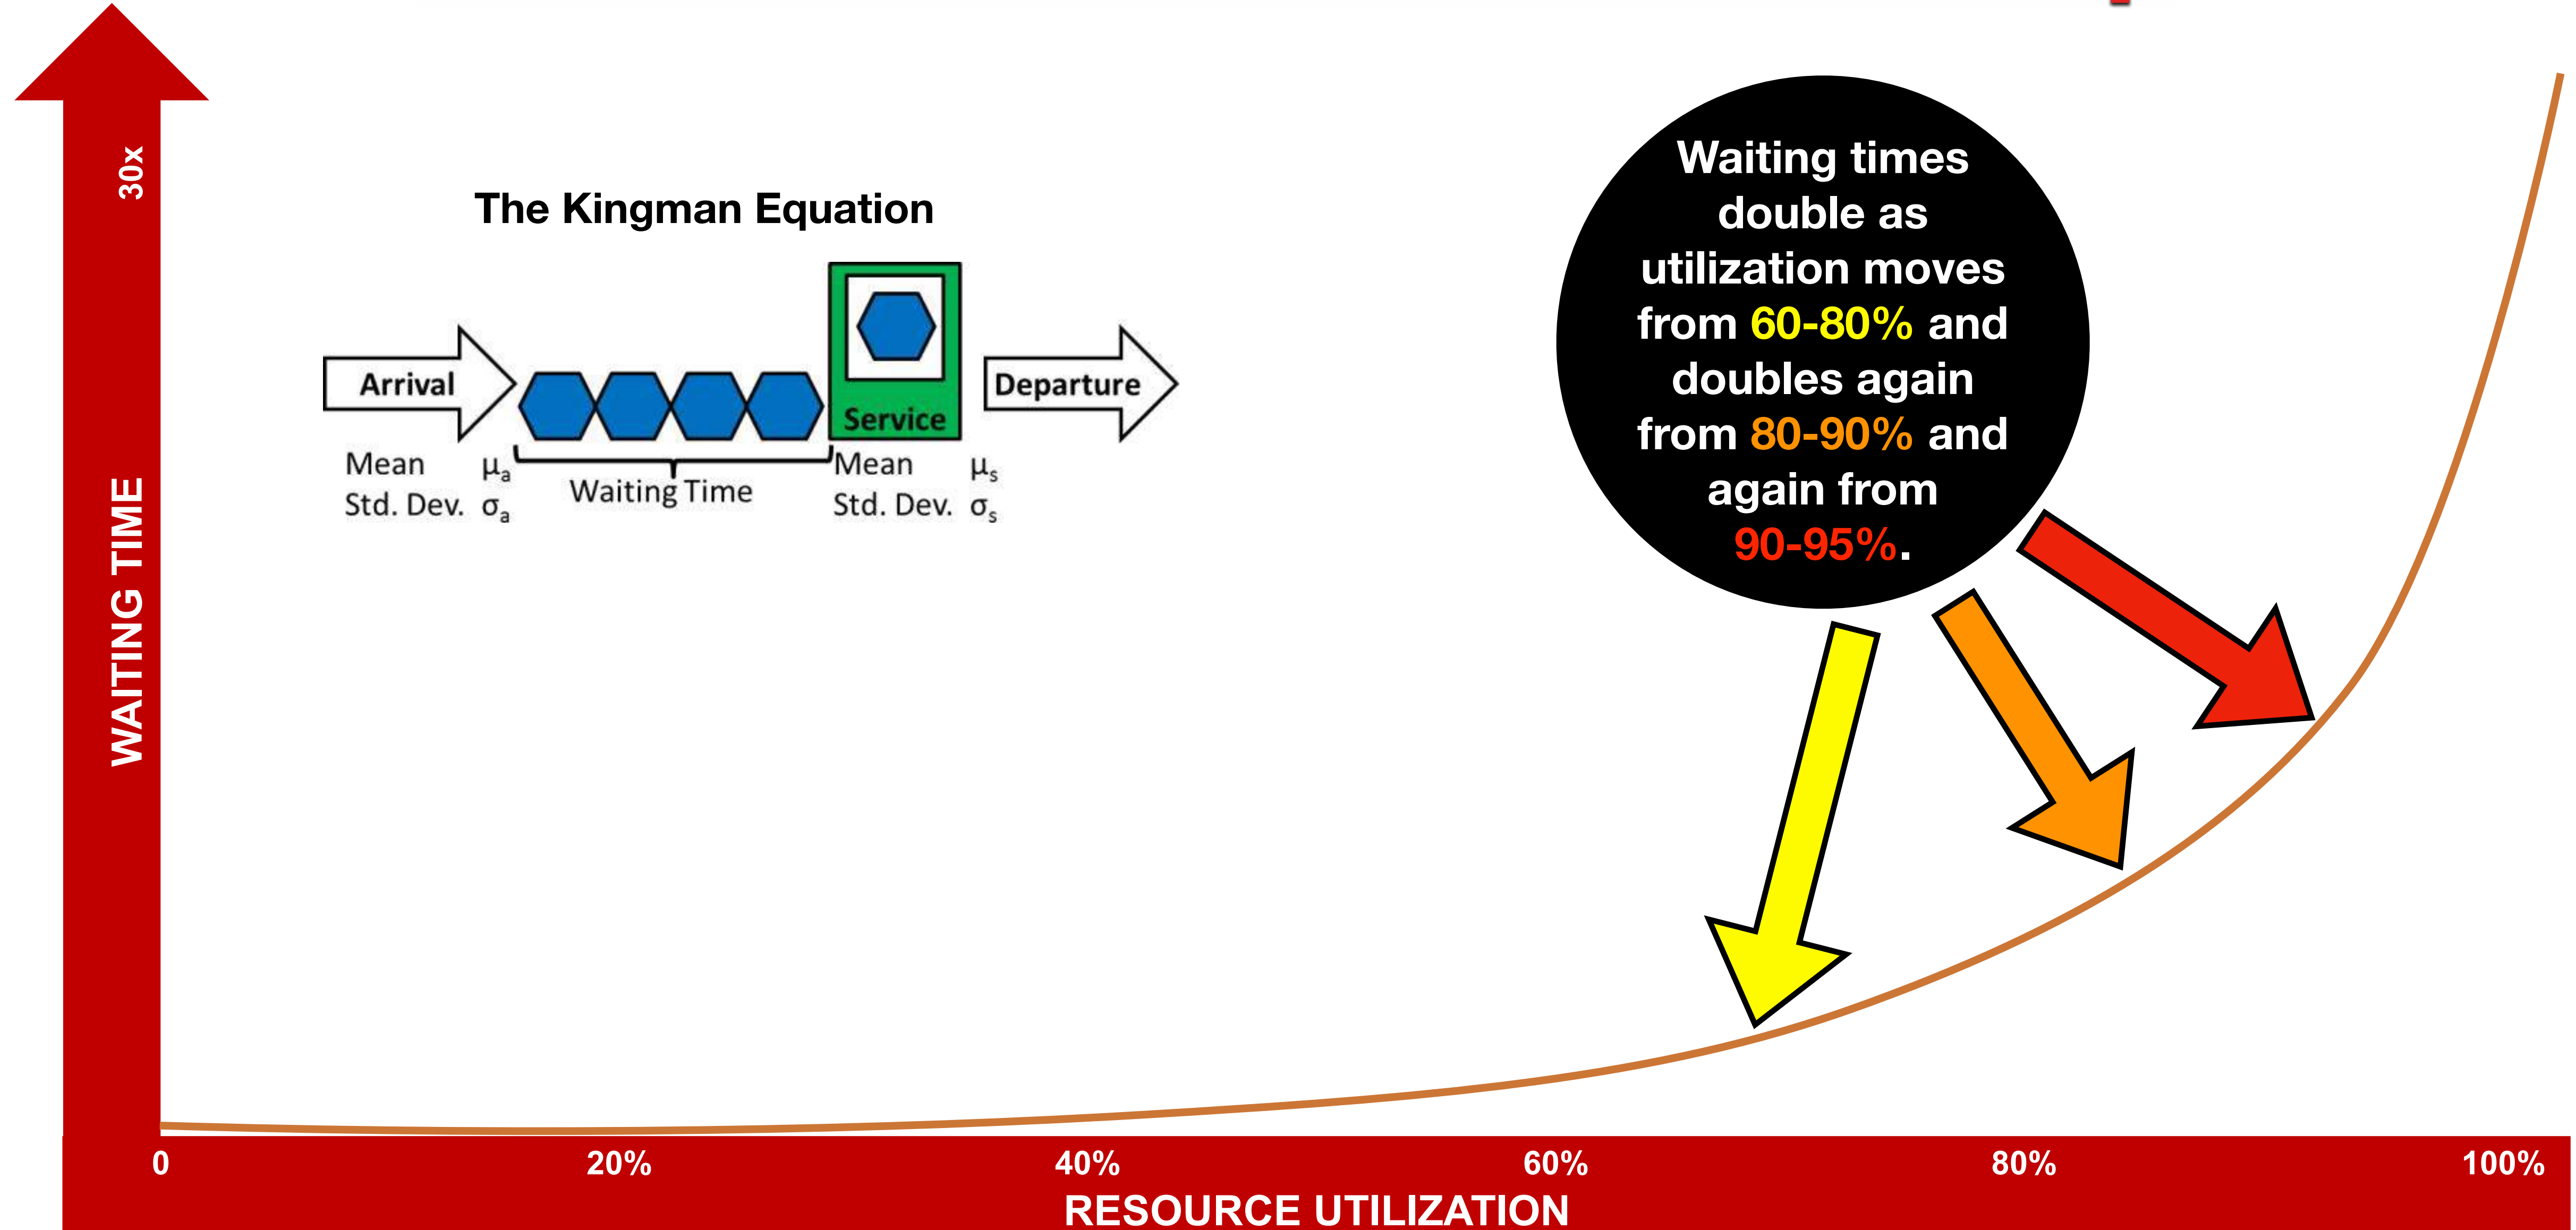 30x
WAITING TIME
The Kingman Equation
Arrival
Service
Departure
Mean μa
Std. Dev. σa
Waiting Time
Mean μs
Std. Dev. σs
Waiting times
double as
utilization moves
from 60-80% and
doubles again
from 80-90% and
again from
90-95%.
0 20% 40% 60% 80% 100%
RESOURCE UTILIZATION